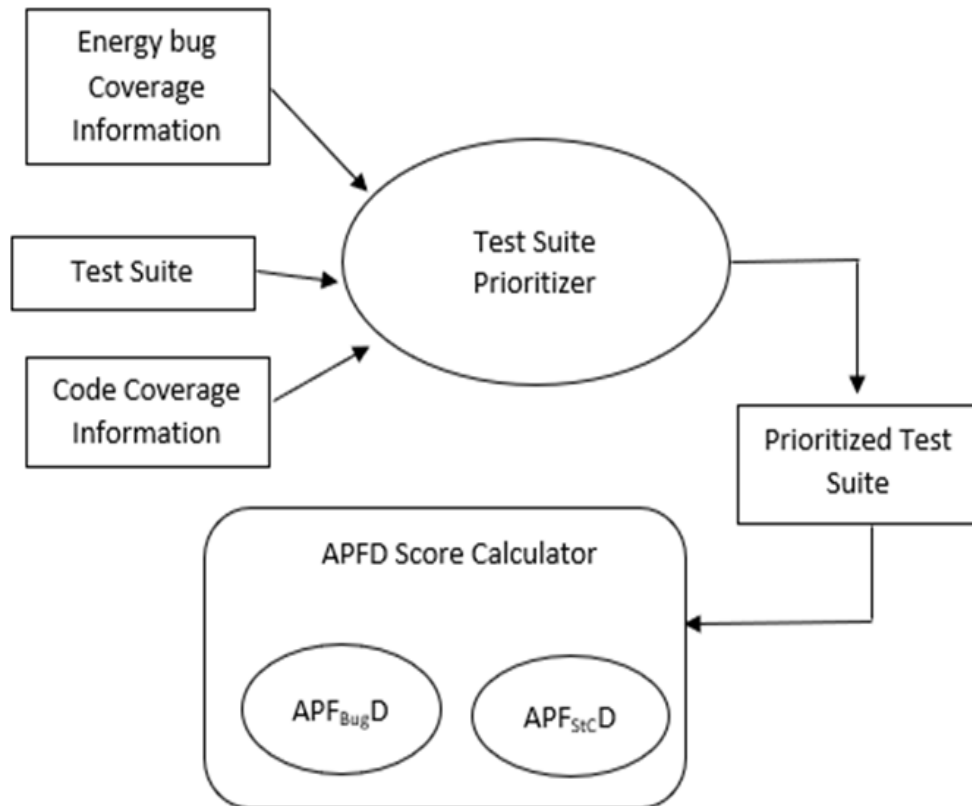 Energy bug
Coverage
Information
Test Suite
Code Coverage
Information
Test Suite
Prioritizer
Prioritized Test
Suite
APFD Score Calculator
APFBugD
APFStCD